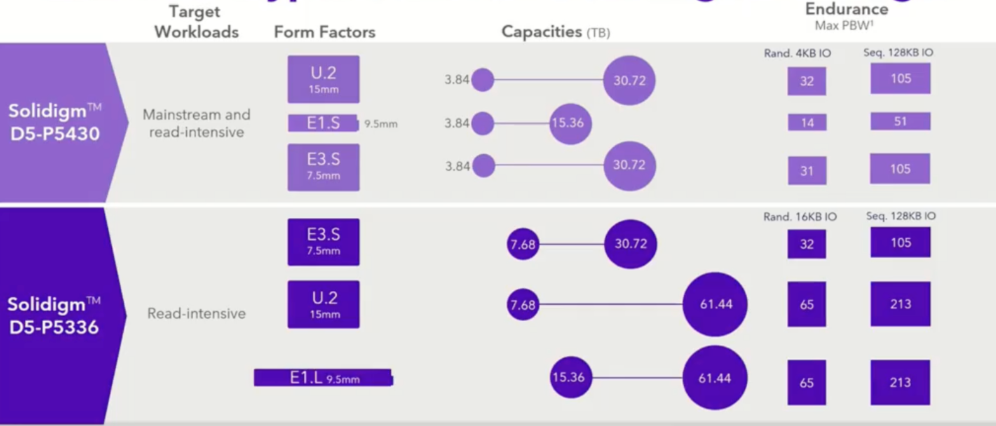 Target
Workloads
Form Factors
Capacities (TB)
Endurance
Max PBW¹
Solidigm™
D5-P5430
Mainstream and
read-intensive
Rand. 4KB IO Seq. 128KB IO
U.2
15mm
3.84 30.72 32 105
E1.S 9.5mm 3.84 15.36 14 51
E3.S
7.5mm
3.84 30.72 31 105
Solidigm™
D5-P5336
Read-intensive
Rand. 16KB IO Seq. 128KB IO
E3.S
7.5mm
7.68 30.72 32 105
U.2
15mm
7.68 61.44 65 213
E1.L 9.5mm 15.36 61.44 65 213